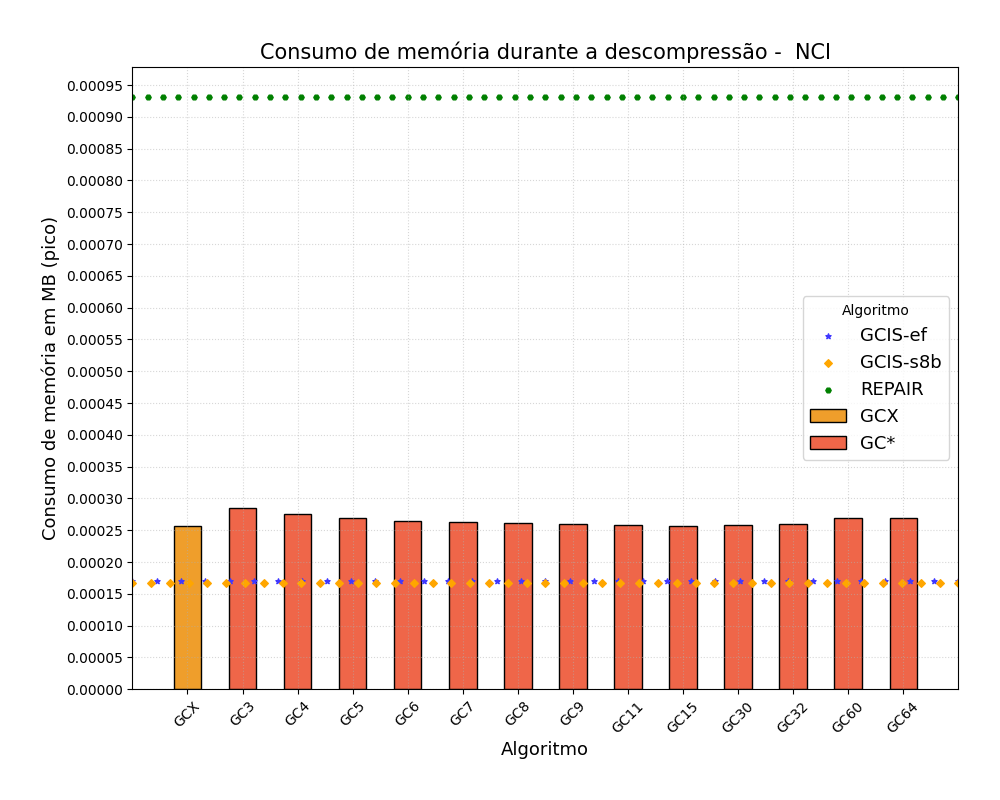 Consumo de memória durante a descompressão -  NCI
Consumo de memória em MB (pico)
0.00095
0.00090
0.00085
0.00080
0.00075
0.00070
0.00065
0.00060
0.00055
0.00050
0.00045
0.00040
0.00035
0.00030
0.00025
0.00020
0.00015
0.00010
0.00005
0.00000
Algoritmo
GCIS-ef
GCIS-s8b
REPAIR
GCX
GC*
GCX
GC3
GC4
GC5
GC6
GC7
GC8
GC9
GC11
GC15
GC30
GC32
GC60
GC64
Algoritmo